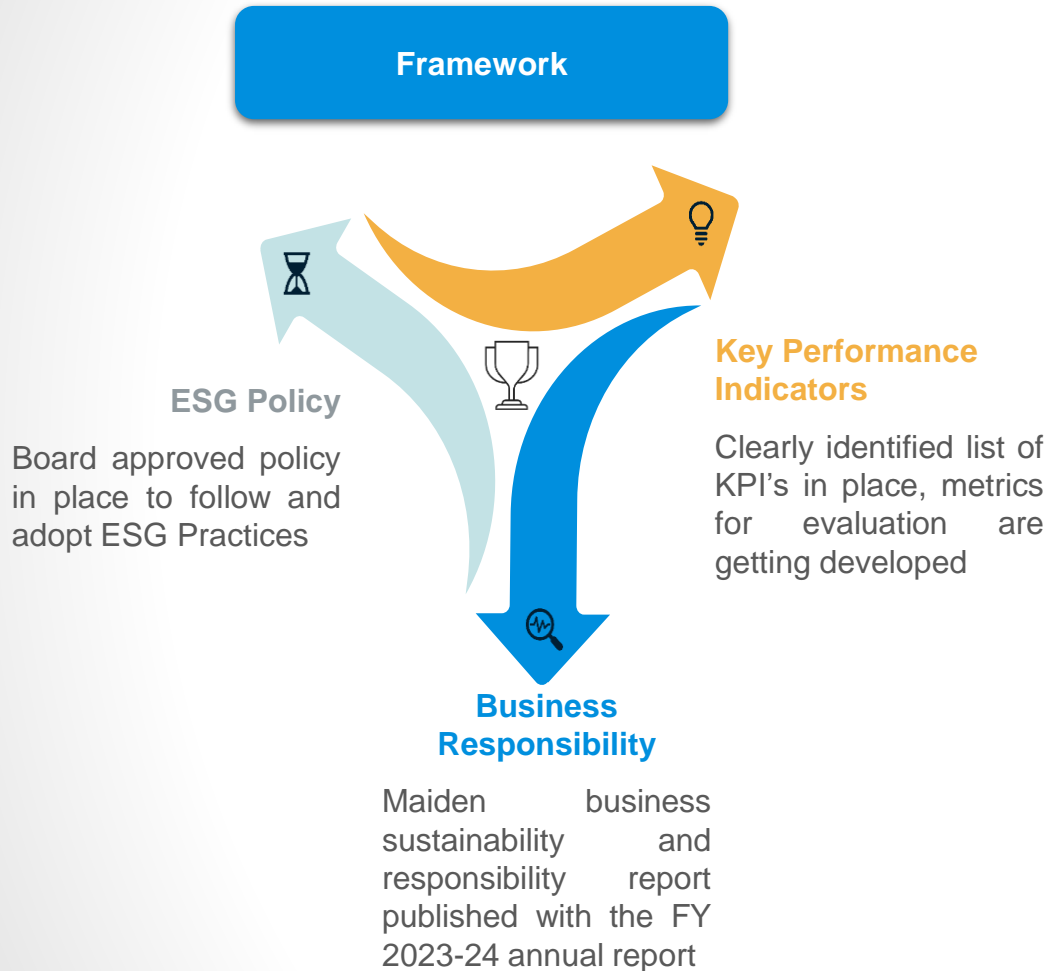 Framework
ESG Policy
Board approved policy
in place to follow and
adopt ESG Practices
Key Performance
Indicators
Clearly identified list of
KPI's in place, metrics
for evaluation are
getting developed
Business
Responsibility
Maiden business
sustainability and
responsibility report
published with the FY
2023-24 annual report